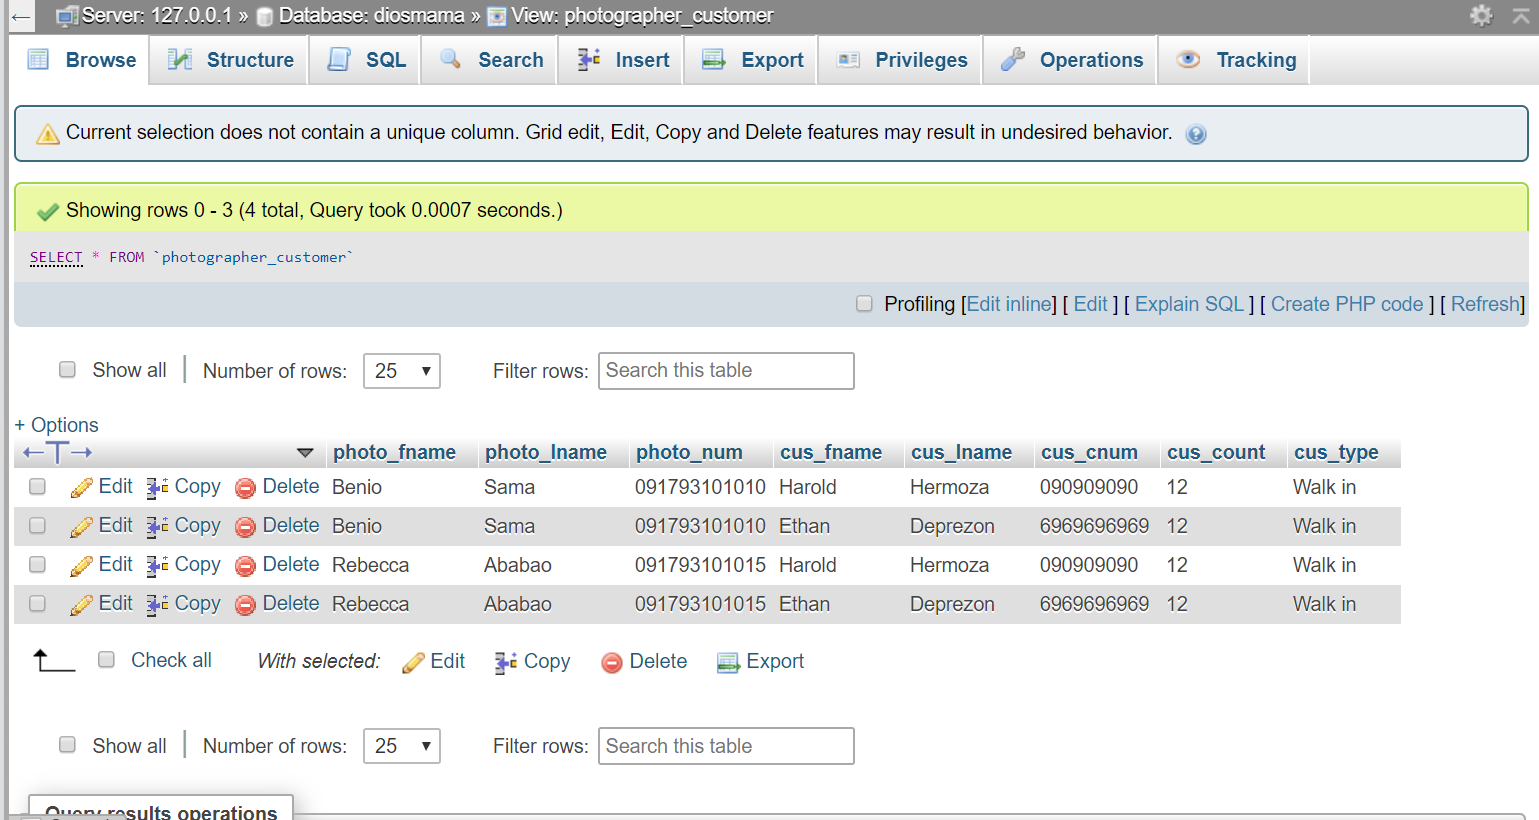 Server: 127.0.0.1 » Database: diosmama » View: photographer_customer
Browse Structure SQL Search Insert Export Privileges Operations Tracking
Current selection does not contain a unique column. Grid edit, Edit, Copy and Delete features may result in undesired behavior.
Showing rows 0 - 3 (4 total, Query took 0.0007 seconds.)
SELECT * FROM `photographer_customer`
Profiling [Edit inline] [ Edit ] [ Explain SQL ] [ Create PHP code ] [ Refresh]
Show all | Number of rows: 25 Filter rows: Search this table
+ Options
←T→ photo_fname photo_lname photo_num cus_fname cus_lname cus_cnum cus_count cus_type
Edit Copy Delete Benio Sama 091793101010 Harold Hermoza 090909090 12 Walk in
Edit Copy Delete Benio Sama 091793101010 Ethan Deprezon 6969696969 12 Walk in
Edit Copy Delete Rebecca Ababao 091793101015 Harold Hermoza 090909090 12 Walk in
Edit Copy Delete Rebecca Ababao 091793101015 Ethan Deprezon 6969696969 12 Walk in
Check all With selected: Edit Copy Delete Export
Show all | Number of rows: 25 Filter rows: Search this table
Query results operations